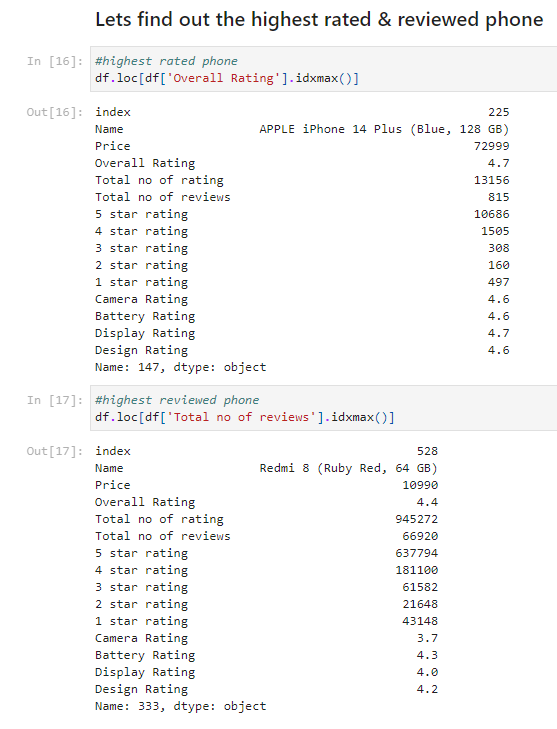 Lets find out the highest rated & reviewed phone
In [16]: #highest rated phone
df.loc[df['Overall Rating'].idxmax()]
Out[16]: index 225
Name APPLE iPhone 14 Plus (Blue, 128 GB)
Price 72999
Overall Rating 4.7
Total no of rating 13156
Total no of reviews 815
5 star rating 10686
4 star rating 1505
3 star rating 308
2 star rating 160
1 star rating 497
Camera Rating 4.6
Battery Rating 4.6
Display Rating 4.7
Design Rating 4.6
Name: 147, dtype: object
In [17]: #highest reviewed phone
df.loc[df['Total no of reviews'].idxmax()]
Out[17]: index 528
Name Redmi 8 (Ruby Red, 64 GB)
Price 10990
Overall Rating 4.4
Total no of rating 945272
Total no of reviews 66920
5 star rating 637794
4 star rating 181100
3 star rating 61582
2 star rating 21648
1 star rating 43148
Camera Rating 3.7
Battery Rating 4.3
Display Rating 4.0
Design Rating 4.2
Name: 333, dtype: object